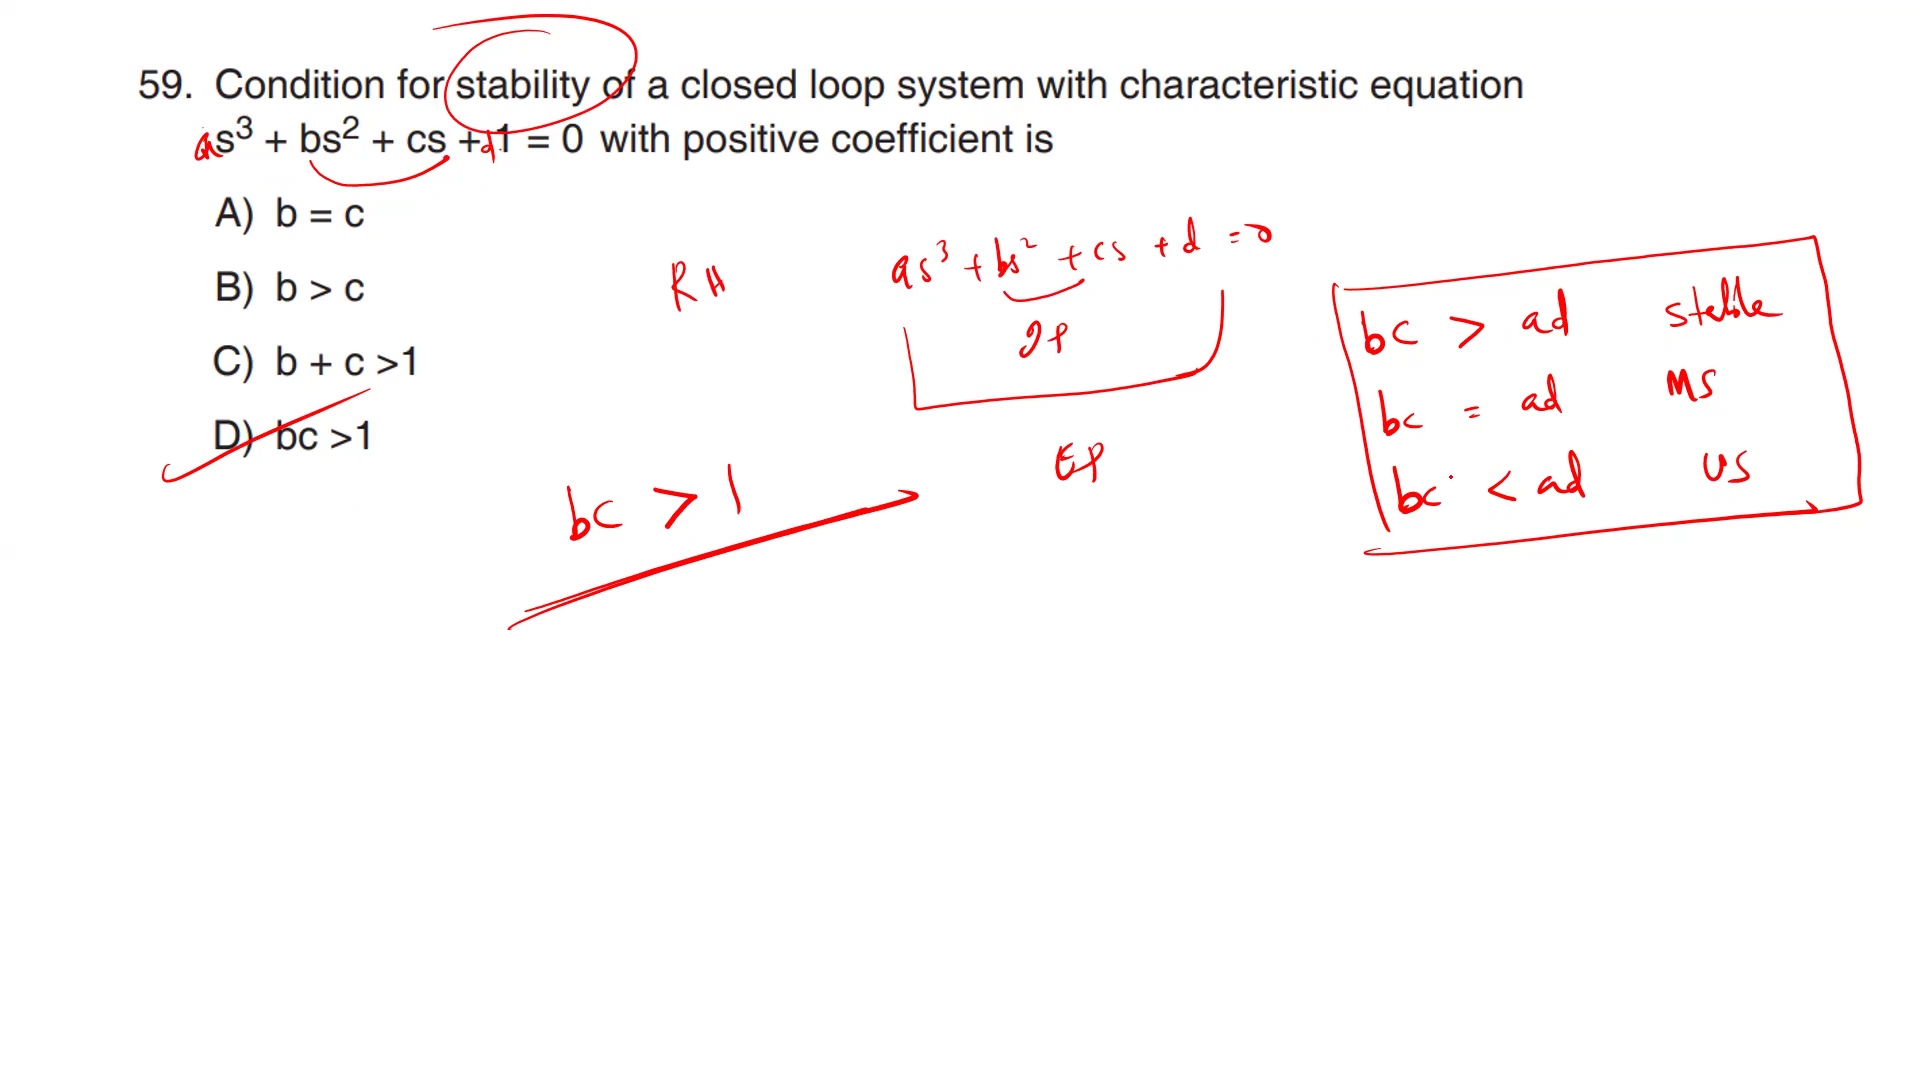 59. Condition for stability of a closed loop system with characteristic equation
as³ + bs² + cs + d1 = 0 with positive coefficient is
A) b = c
B) b > c
C) b + c >1
D) bc >1
RH
as³ + bs² + cs + d = 0
IP
EP
bc > 1
bc > ad stable
bc = ad MS
bc < ad US